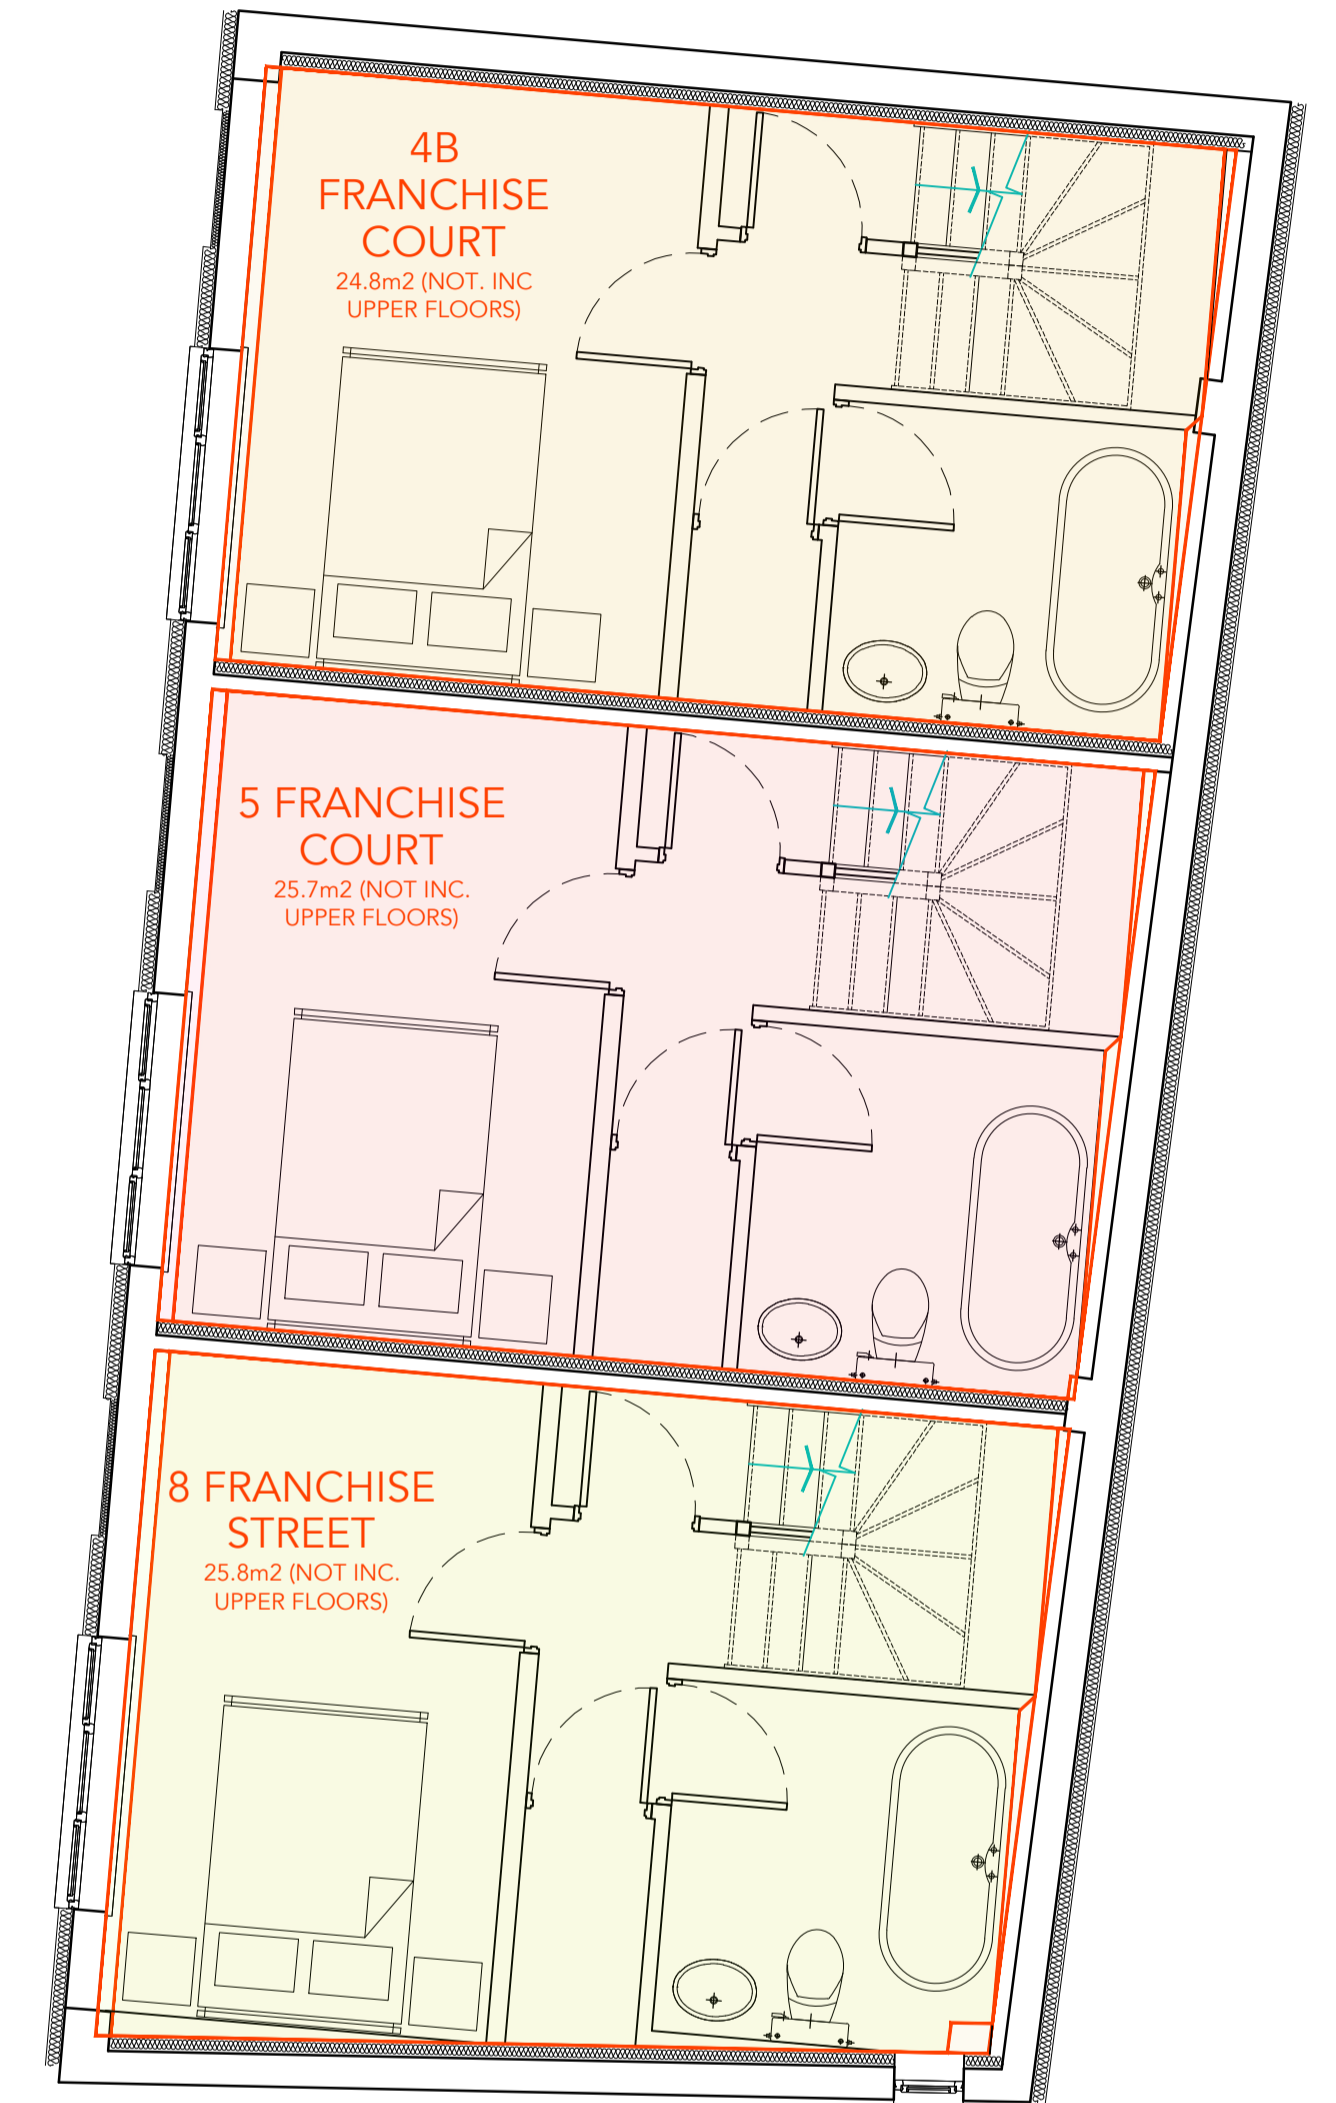 4B
FRANCHISE
COURT
24.8m2 (NOT. INC
UPPER FLOORS)
5 FRANCHISE
COURT
25.7m2 (NOT INC.
UPPER FLOORS)
8 FRANCHISE
STREET
25.8m2 (NOT INC.
UPPER FLOORS)